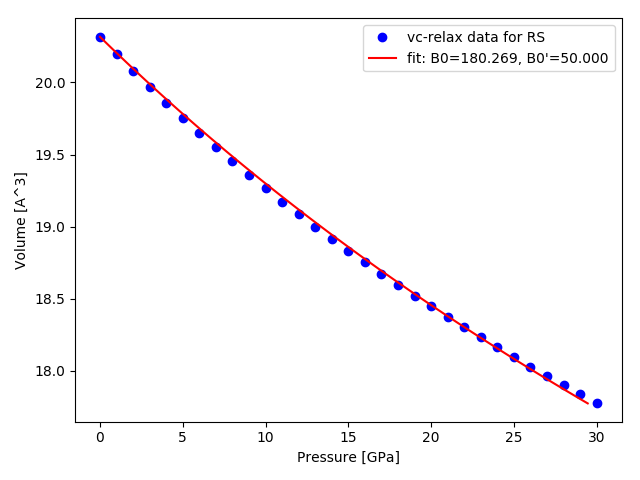 vc-relax data for RS
fit: B0=180.269, B0'=50.000
20.0
19.5
19.0
18.5
18.0
Volume [A^3]
0 5 10 15 20 25 30
Pressure [GPa]